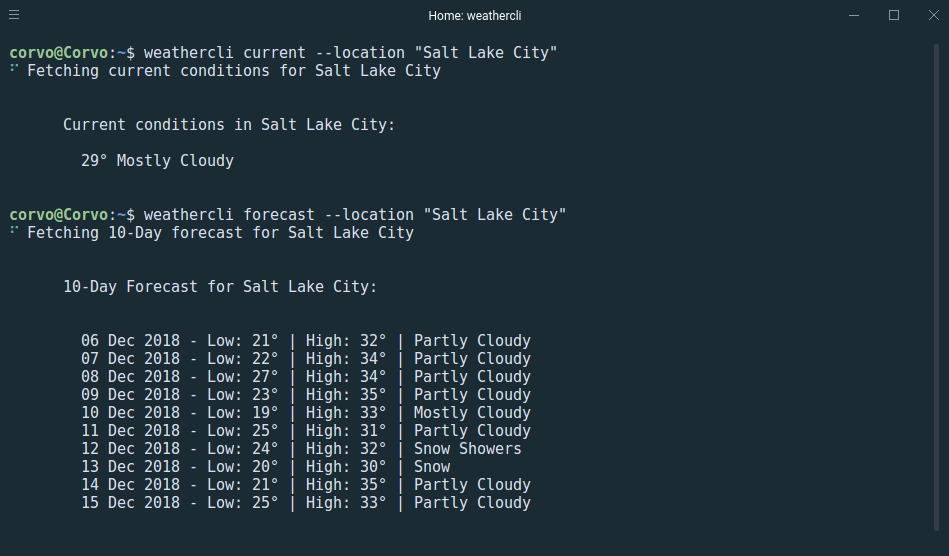 Home: weathercli
corvo@Corvo:~$ weathercli current --location "Salt Lake City"
Fetching current conditions for Salt Lake City
Current conditions in Salt Lake City:
29° Mostly Cloudy
corvo@Corvo:~$ weathercli forecast --location "Salt Lake City"
Fetching 10-Day forecast for Salt Lake City
10-Day Forecast for Salt Lake City:
06 Dec 2018 - Low: 21° | High: 32° | Partly Cloudy
07 Dec 2018 - Low: 22° | High: 34° | Partly Cloudy
08 Dec 2018 - Low: 27° | High: 34° | Partly Cloudy
09 Dec 2018 - Low: 23° | High: 35° | Partly Cloudy
10 Dec 2018 - Low: 19° | High: 33° | Mostly Cloudy
11 Dec 2018 - Low: 25° | High: 31° | Partly Cloudy
12 Dec 2018 - Low: 24° | High: 32° | Snow Showers
13 Dec 2018 - Low: 20° | High: 30° | Snow
14 Dec 2018 - Low: 21° | High: 35° | Partly Cloudy
15 Dec 2018 - Low: 25° | High: 33° | Partly Cloudy